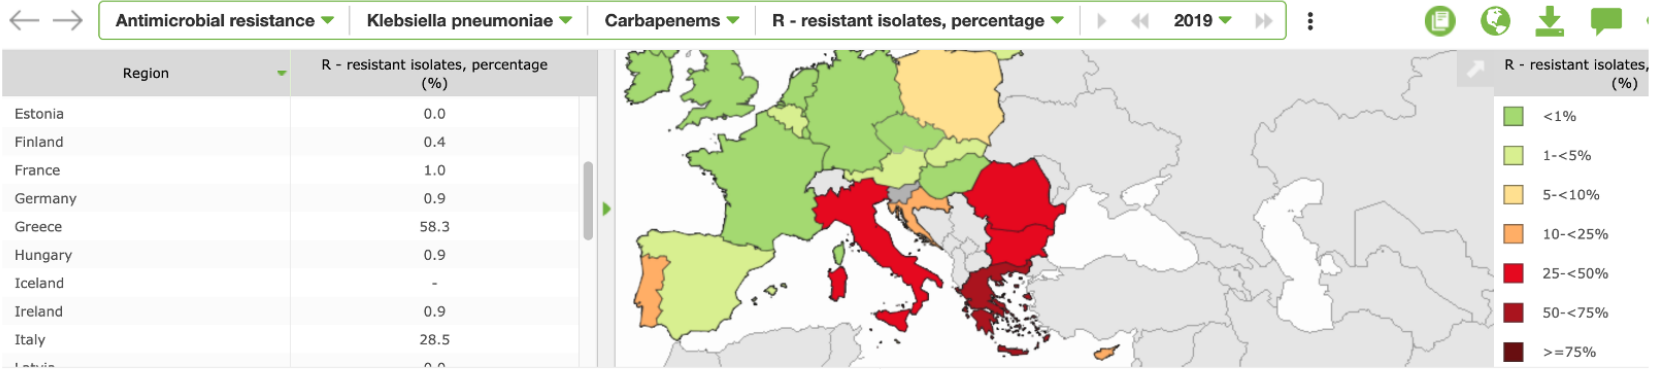 Antimicrobial resistance Klebsiella pneumoniae Carbapenems R - resistant isolates, percentage 2019
Region R - resistant isolates, percentage (%)
Estonia 0.0
Finland 0.4
France 1.0
Germany 0.9
Greece 58.3
Hungary 0.9
Iceland -
Ireland 0.9
Italy 28.5
R - resistant isolates,
(%)
<1%
1-<5%
5-<10%
10-<25%
25-<50%
50-<75%
>=75%